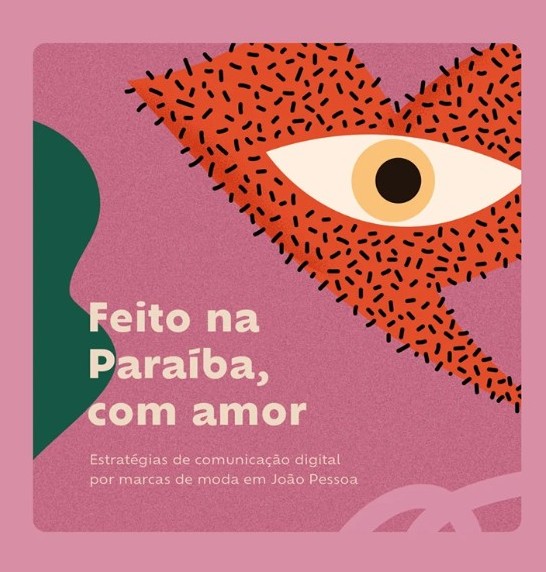 Feito na
Paraíba,
com amor
Estratégias de comunicação digital
por marcas de moda em João Pessoa